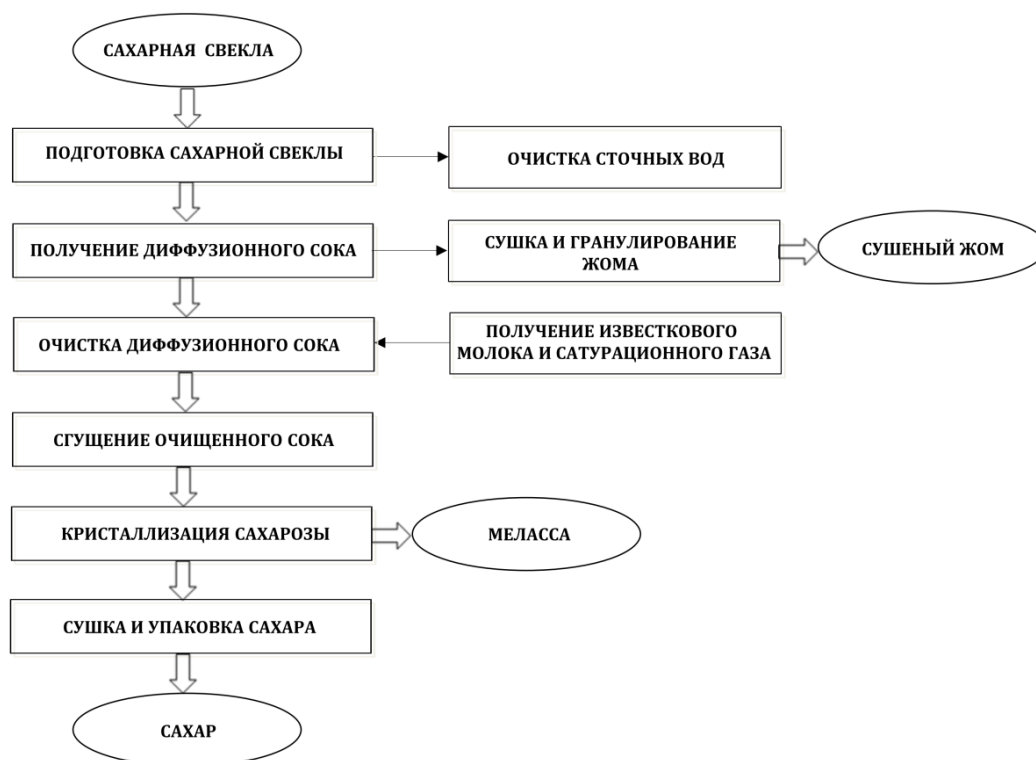 САХАРНАЯ СВЕКЛА
ПОДГОТОВКА САХАРНОЙ СВЕКЛЫ
ОЧИСТКА СТОЧНЫХ ВОД
ПОЛУЧЕНИЕ ДИФФУЗИОННОГО СОКА
СУШКА И ГРАНУЛИРОВАНИЕ
ЖОМА
СУШЕНЫЙ ЖОМ
ОЧИСТКА ДИФФУЗИОННОГО СОКА
ПОЛУЧЕНИЕ ИЗВЕСТКОВОГО
МОЛОКА И САТУРАЦИОННОГО ГАЗА
СГУЩЕНИЕ ОЧИЩЕННОГО СОКА
КРИСТАЛЛИЗАЦИЯ САХАРОЗЫ
МЕЛАССА
СУШКА И УПАКОВКА САХАРА
САХАР